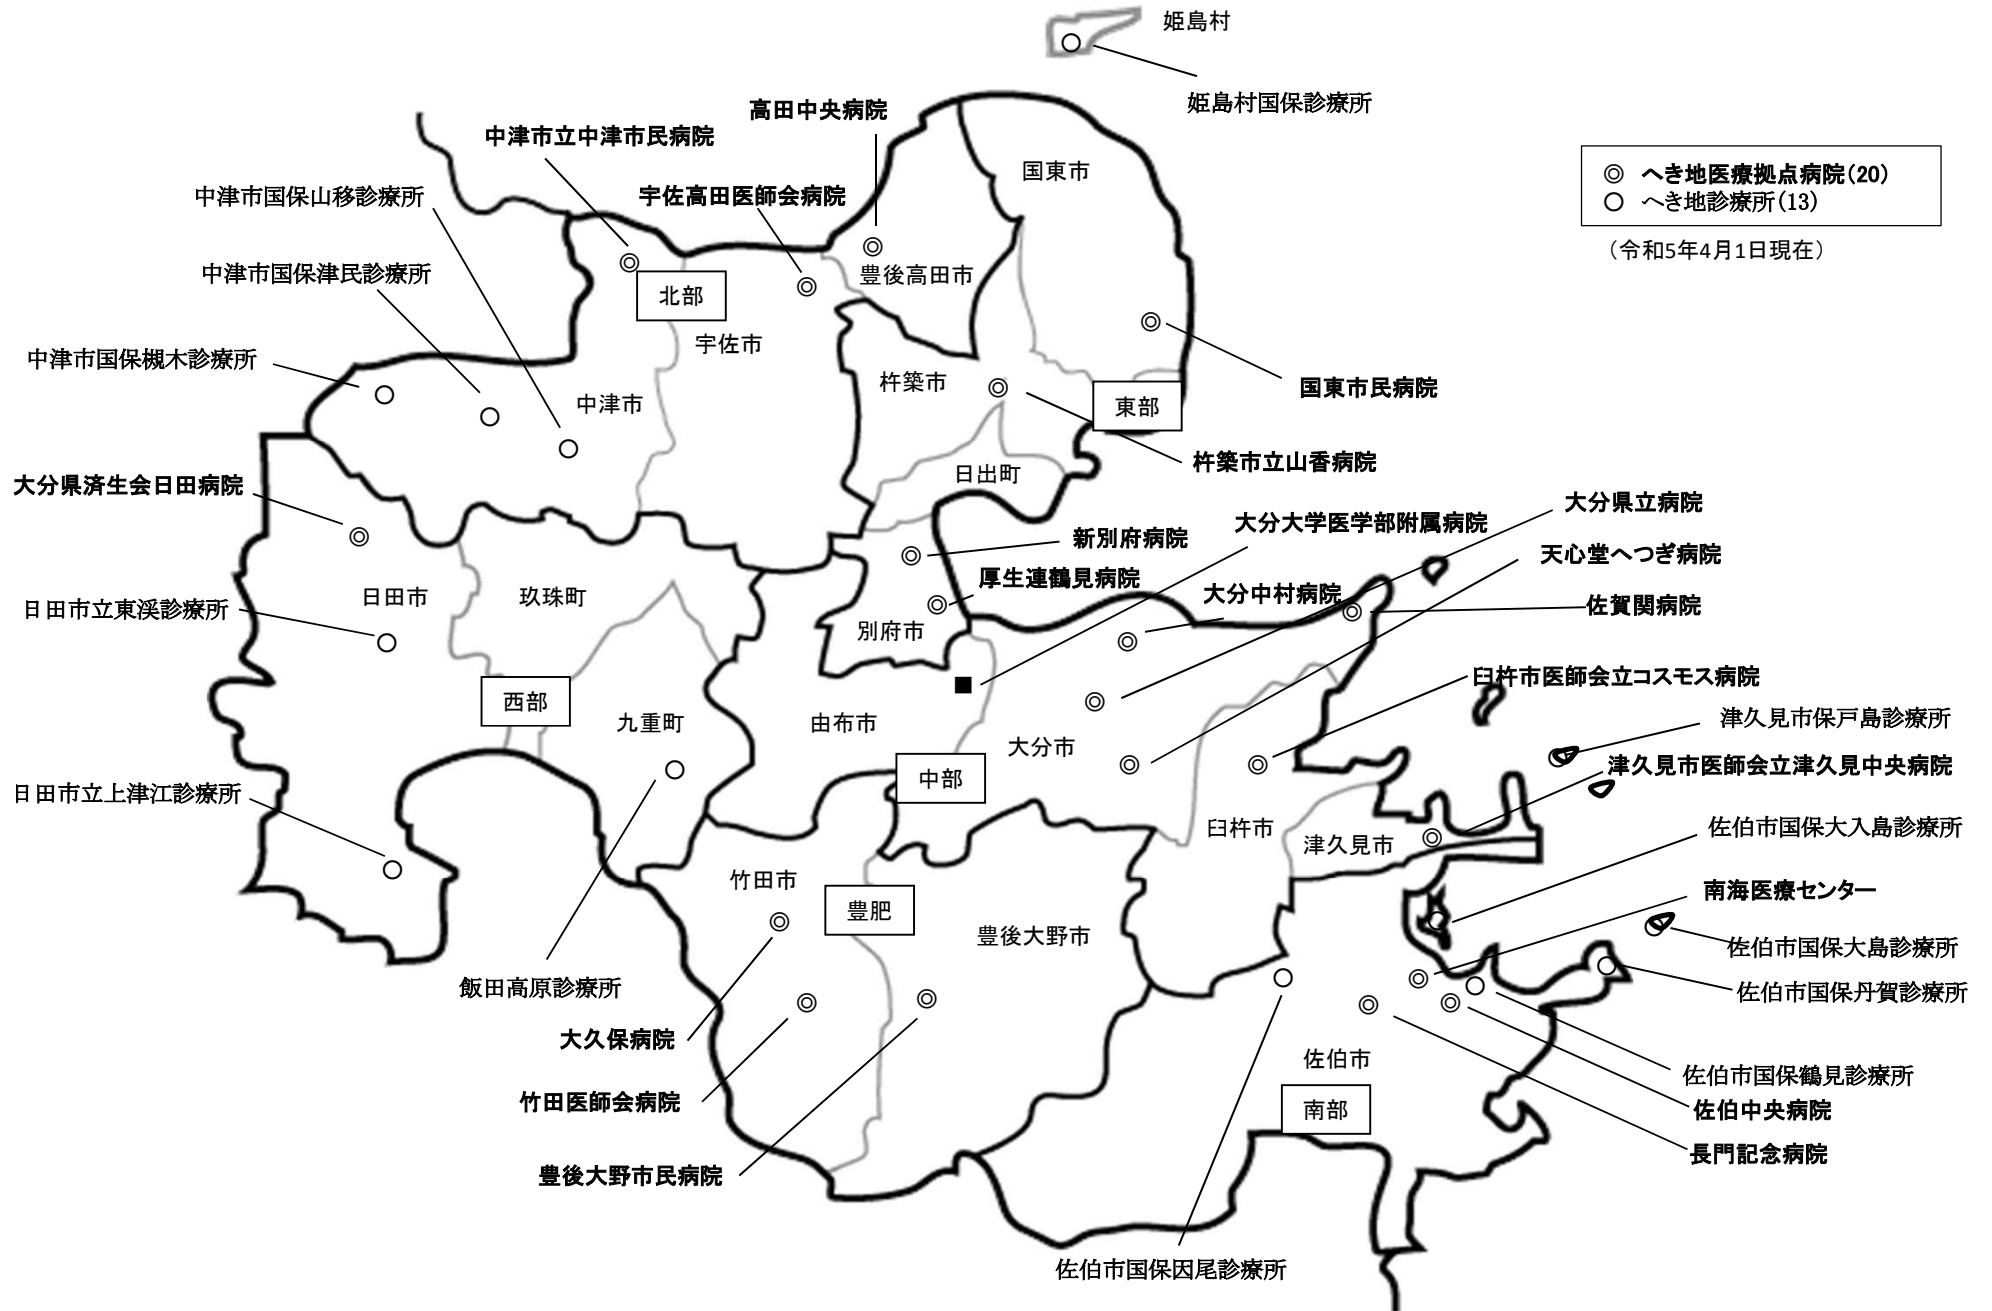 姫島村
姫島村国保診療所
高田中央病院
中津市立中津市民病院
国東市
へき地医療拠点病院(20)
中津市国保山移診療所
宇佐高田医師会病院
へき地診療所(13)
(令和5年4月1日現在)
中津市国保津民診療所
豊後高田市
北部
宇佐市
中津市国保槻木診療所
杵築市
国東市民病院
中津市
東部
杵築市立山香病院
日出町
大分県済生会日田病院
大分県立病院
大分大学医学部附属病院
新別府病院
天心堂へつぎ病院
厚生連鶴見病院
大分中村病院
日田市
玖珠町
佐賀関病院
日田市立東渓診療所
別府市
臼杵市医師会立コスモス病院
西部
九重町
由布市
津久見市保戸島診療所
大分市
津久見市医師会立津久見中央病院
中部
日田市立上津江診療所
臼杵市
佐伯市国保大入島診療所
津久見市
竹田市
南海医療センター
豊肥
豊後大野市
佐伯市国保大島診療所
飯田高原診療所
佐伯市国保丹賀診療所
大久保病院
佐伯市
佐伯市国保鶴見診療所
竹田医師会病院
南部
佐伯中央病院
長門記念病院
豊後大野市民病院
佐伯市国保因尾診療所